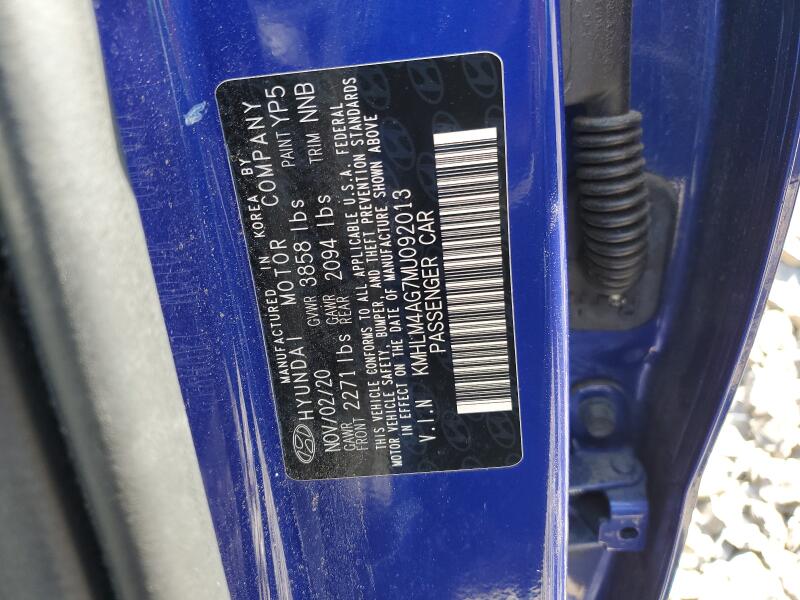 MANUFACTURED IN KOREA BY
HYUNDAI MOTOR COMPANY
NOV/02/20 GVWR 3858 lbs PAINT YP5
GAWR FRONT 2271 lbs GAWR REAR 2094 lbs TRIM NNB
THIS VEHICLE CONFORMS TO ALL APPLICABLE U.S.A. FEDERAL
MOTOR VEHICLE SAFETY, BUMPER, AND THEFT PREVENTION STANDARDS
IN EFFECT ON THE DATE OF MANUFACTURE SHOWN ABOVE
V.I.N KMHLM4AG7MU092013
PASSENGER CAR